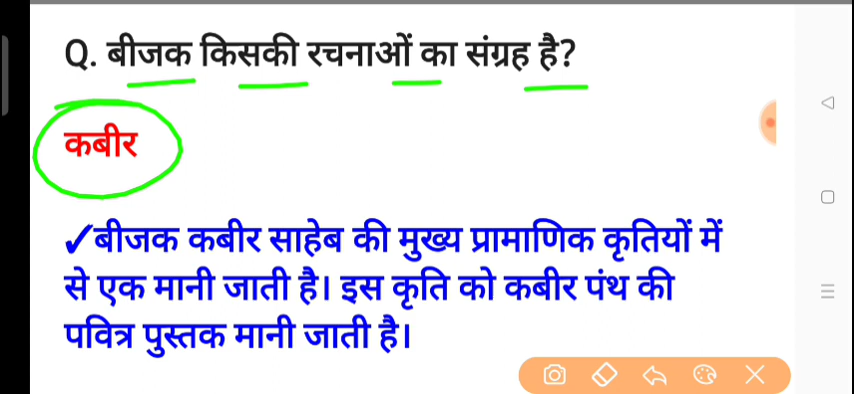 Q. बीजक किसकी रचनाओं का संग्रह है?
कबीर
✓बीजक कबीर साहेब की मुख्य प्रामाणिक कृतियों में
से एक मानी जाती है। इस कृति को कबीर पंथ की
पवित्र पुस्तक मानी जाती है।